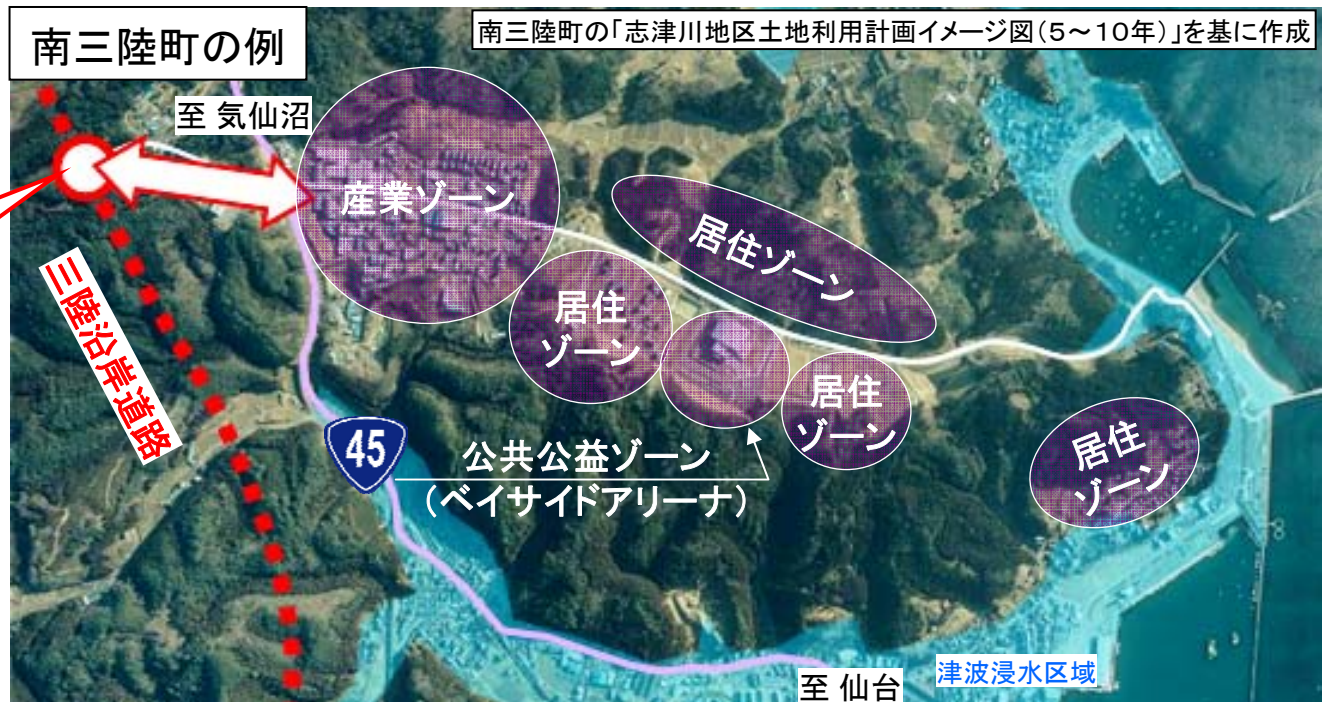 南三陸町の例
南三陸町の「志津川地区土地利用計画イメージ図(5～10年)」を基に作成
至 気仙沼
産業ゾーン
居住ゾーン
居住
ゾーン
三陸沿岸道路
居住
ゾーン
居住
ゾーン
45
公共公益ゾーン
(ベイサイドアリーナ)
津波浸水区域
至 仙台